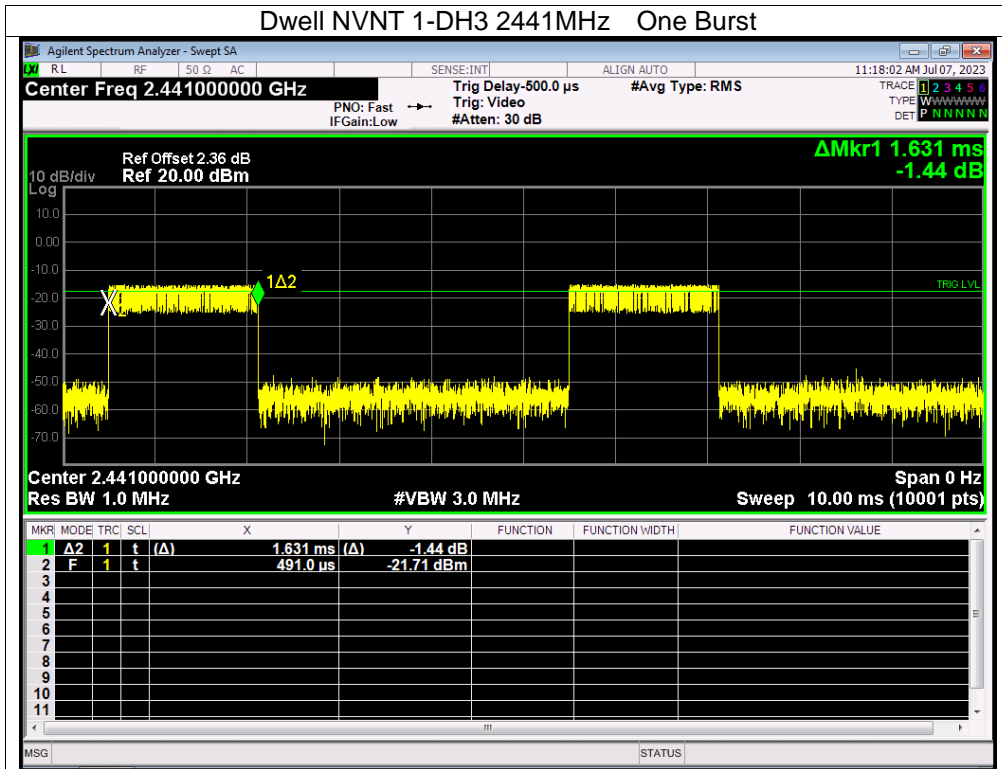 Dwell NVNT 1-DH3 2441MHz One Burst
Agilent Spectrum Analyzer - Swept SA
LXI RL RF 50 Ω AC SENSE:INT ALIGN AUTO 11:18:02 AM Jul 07, 2023
Center Freq 2.441000000 GHz
PNO: Fast
IFGain:Low
Trig Delay-500.0 µs
Trig: Video
#Atten: 30 dB
#Avg Type: RMS
TRACE 1 2 3 4 5 6
TYPE WWWWWW
DET P N N N N N
ΔMkr1 1.631 ms
-1.44 dB
Ref Offset 2.36 dB
10 dB/div Ref 20.00 dBm
Log
10.0
0.00
-10.0
-20.0
-30.0
-40.0
-50.0
-60.0
-70.0
1Δ2
TRIG LVL
Center 2.441000000 GHz Span 0 Hz
Res BW 1.0 MHz #VBW 3.0 MHz Sweep 10.00 ms (10001 pts)
MKR MODE TRC SCL X Y FUNCTION FUNCTION WIDTH FUNCTION VALUE
1 Δ2 1 t (Δ) 1.631 ms (Δ) -1.44 dB
2 F 1 t 491.0 µs -21.71 dBm
3
4
5
6
7
8
9
10
11
MSG STATUS